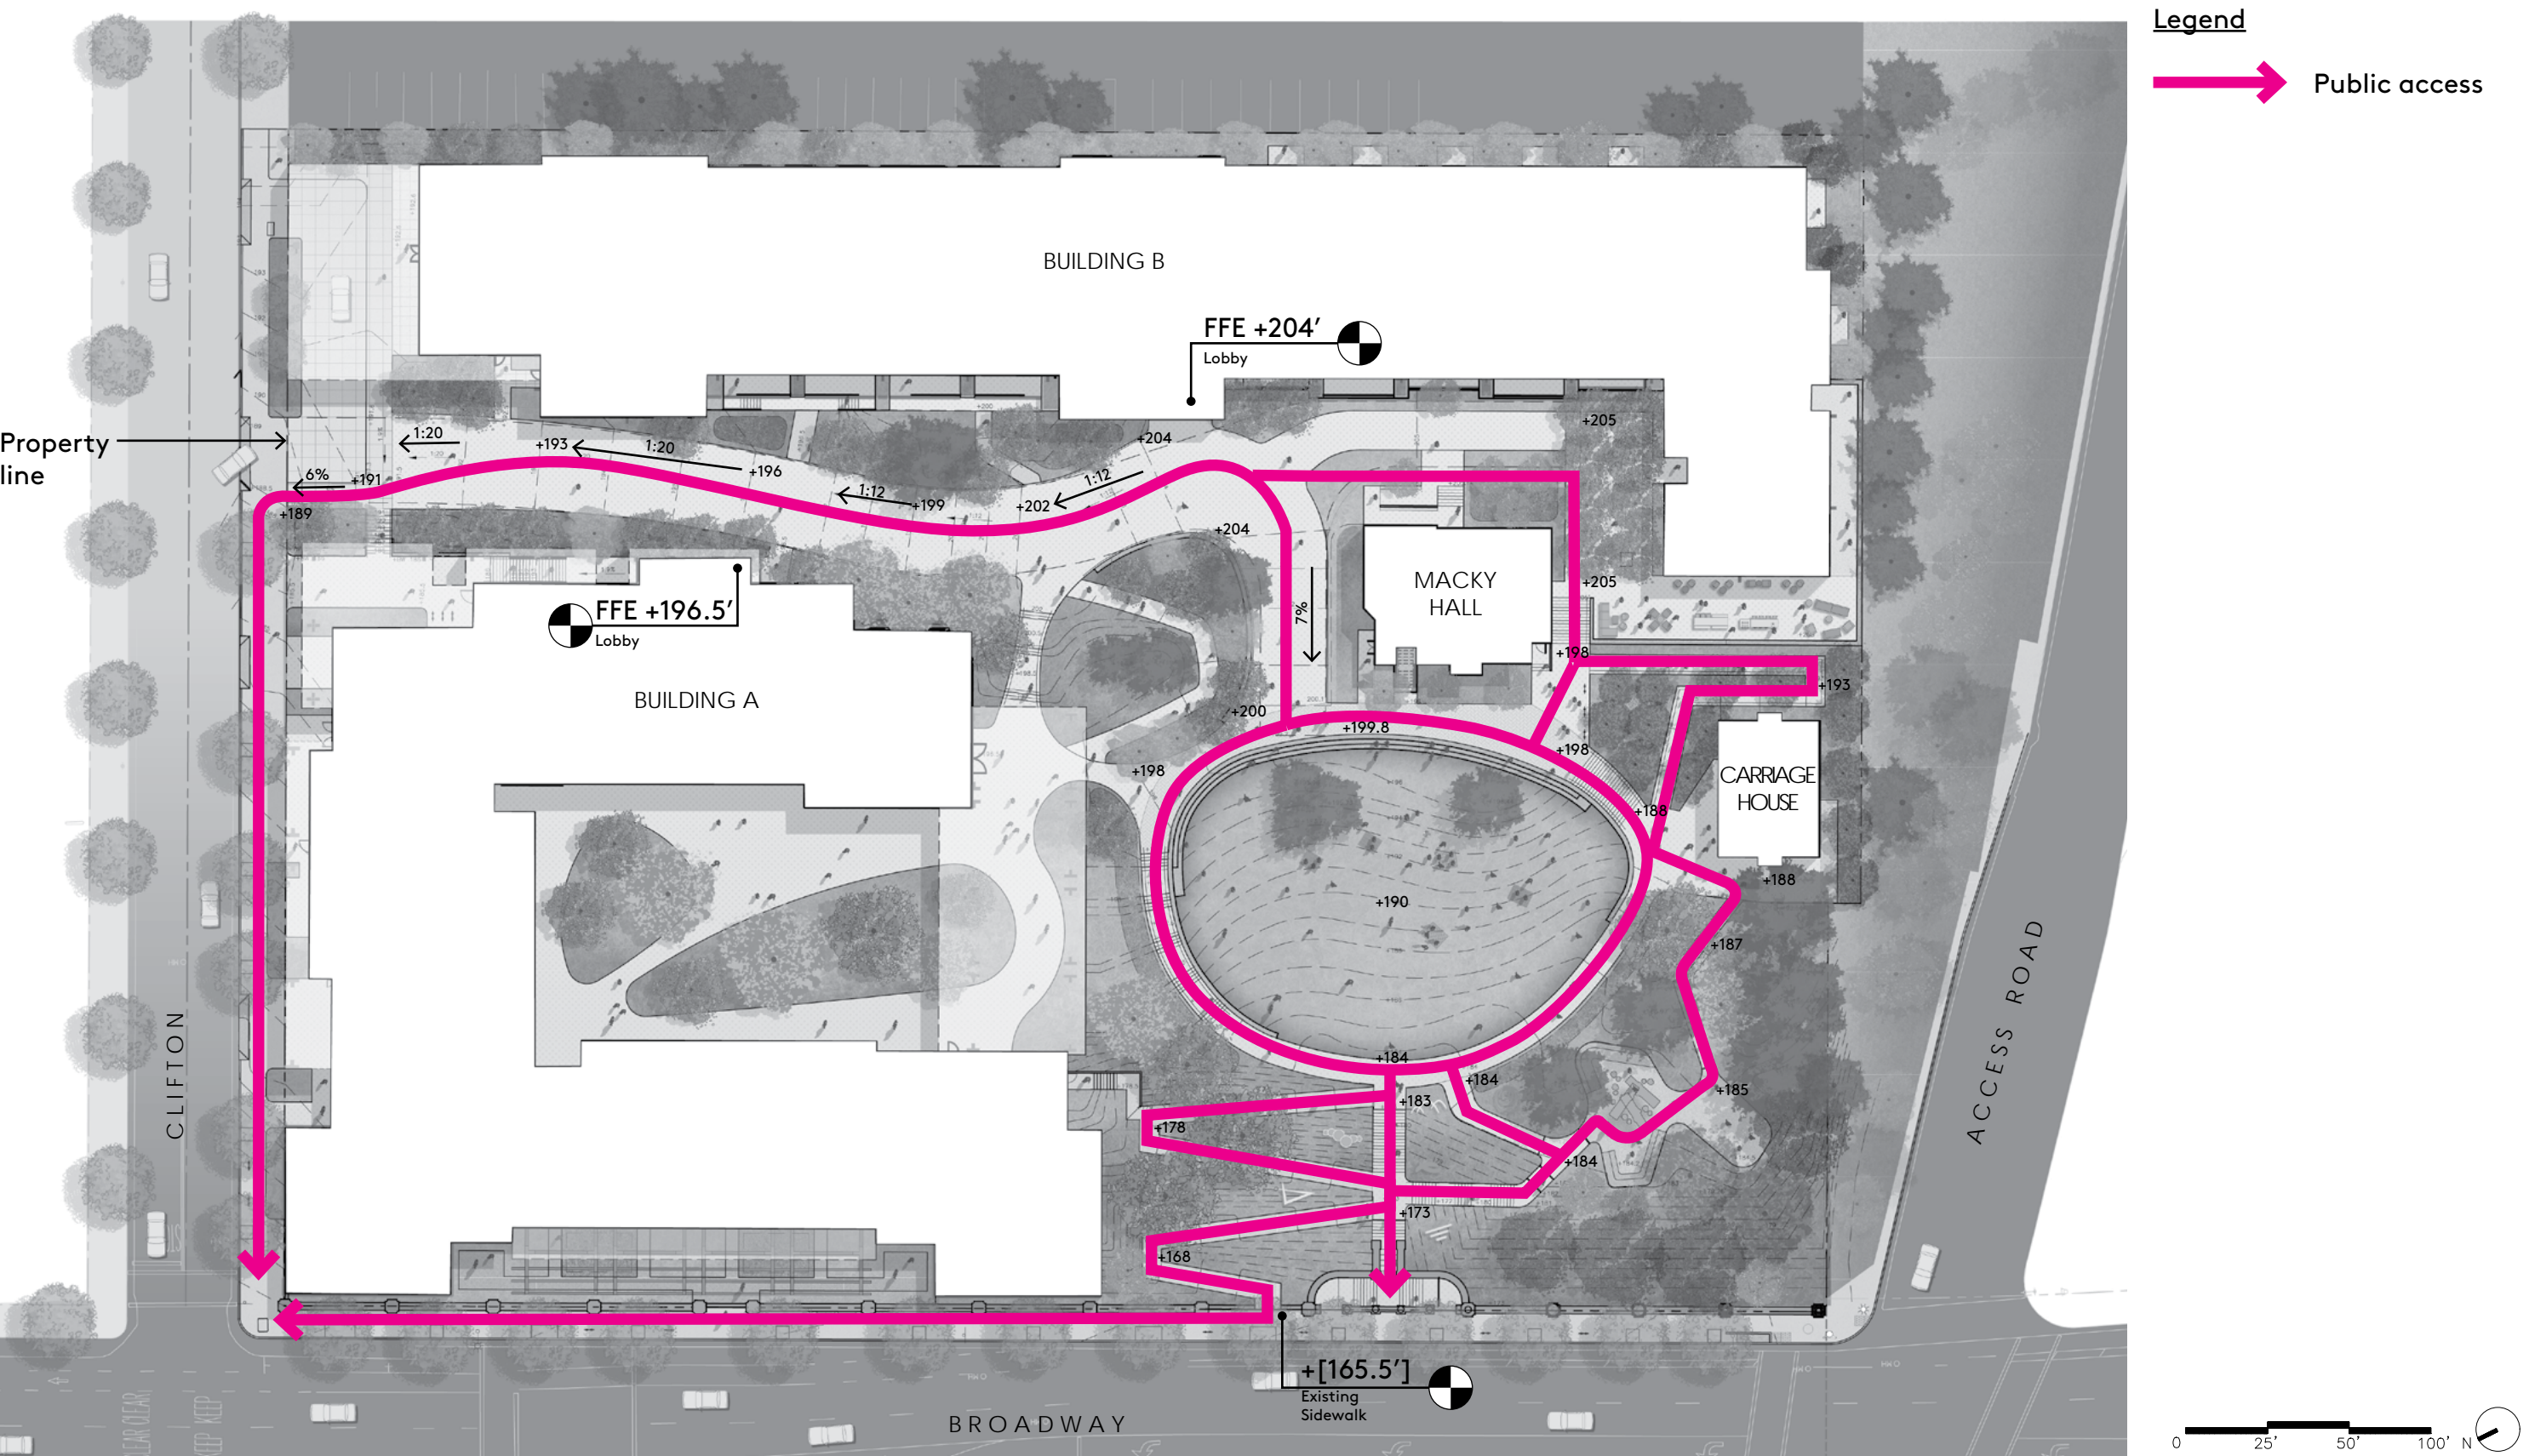 Legend
Public access
BUILDING B
FFE +204’
Lobby
Property
line
1:20
+193
1:20
+196
+204
+205
6%
+191
1:12
+199
+202
1:12
+189
+204
FFE +196.5’
Lobby
MACKY
HALL
+205
7%
+198
+193
BUILDING A
+200
+199.8
+198
+198
CARRIAGE
HOUSE
+188
+188
+190
+187
CLIFTON
ACCESS ROAD
+184
+184
+183
+185
+178
+184
+173
+168
+[165.5’]
Existing
Sidewalk
BROADWAY
KEEP KEEP
0 25’ 50’ 100’ N